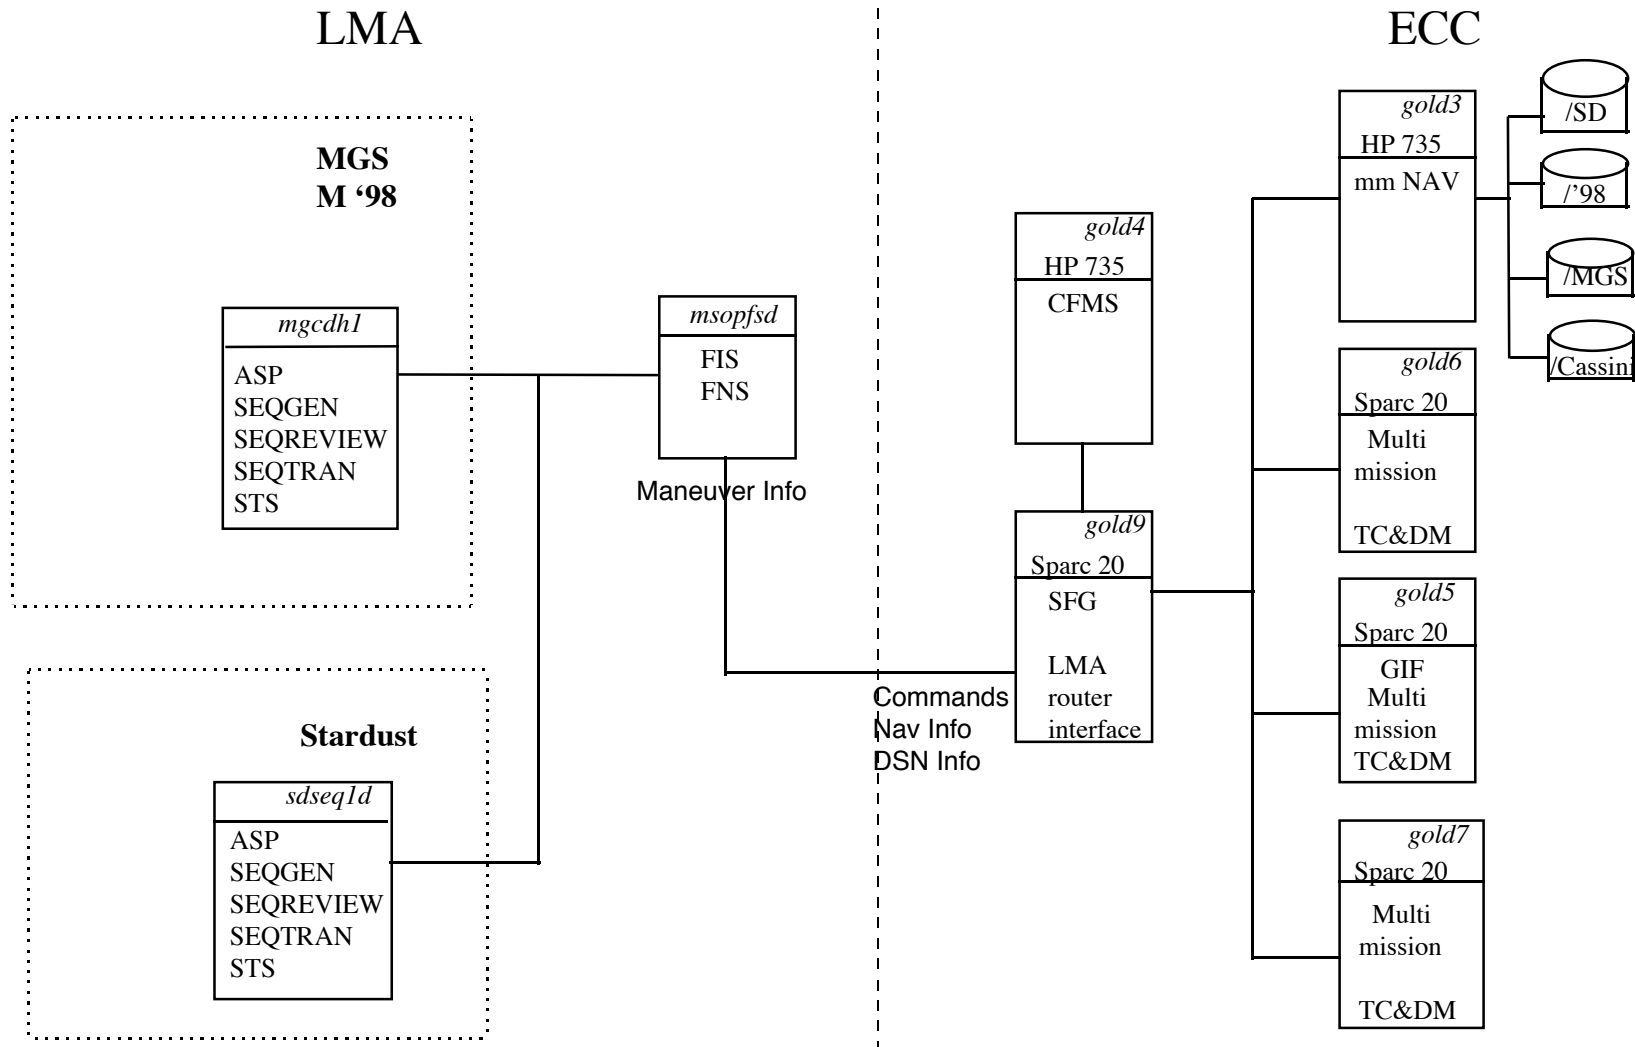 LMA
MGS
M ‘98
mgcdh1
ASP
SEQGEN
SEQREVIEW
SEQTRAN
STS
Stardust
sdseq1d
ASP
SEQGEN
SEQREVIEW
SEQTRAN
STS
msopfsd
FIS
FNS
Maneuver Info
Commands
Nav Info
DSN Info
ECC
gold4
HP 735
CFMS
gold9
Sparc 20
SFG
LMA
router
interface
gold3
HP 735
mm NAV
/SD
/’98
/MGS
/Cassini
gold6
Sparc 20
Multi
mission
TC&DM
gold5
Sparc 20
GIF
Multi
mission
TC&DM
gold7
Sparc 20
Multi
mission
TC&DM